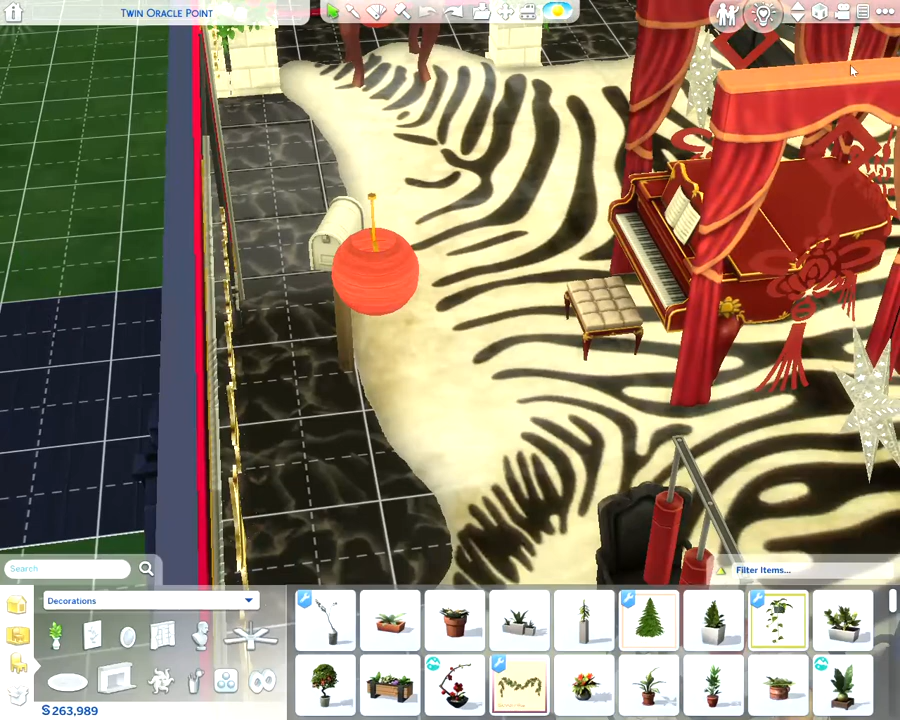 Twin Oracle Point
Search
Filter Items...
Decorations
§263,989